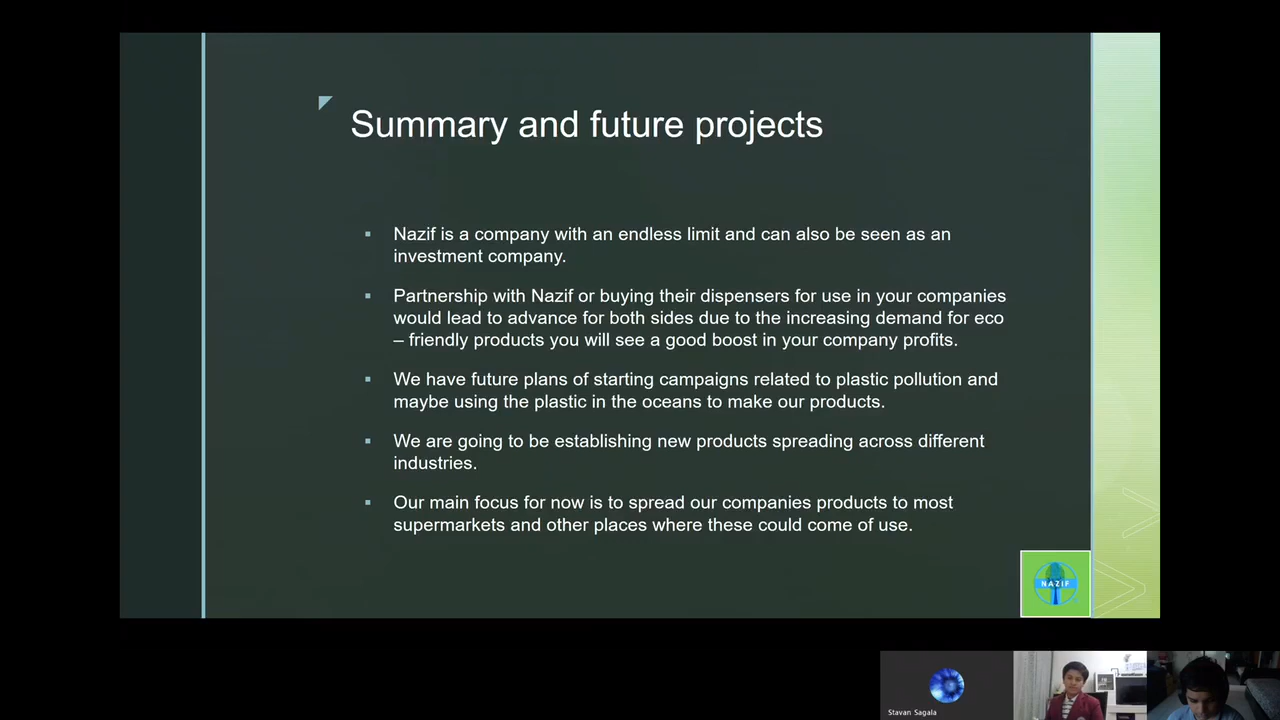 Summary and future projects
Nazif is a company with an endless limit and can also be seen as an
investment company.
Partnership with Nazif or buying their dispensers for use in your companies
would lead to advance for both sides due to the increasing demand for eco
– friendly products you will see a good boost in your company profits.
We have future plans of starting campaigns related to plastic pollution and
maybe using the plastic in the oceans to make our products.
We are going to be establishing new products spreading across different
industries.
Our main focus for now is to spread our companies products to most
supermarkets and other places where these could come of use.
NAZIF
Stavan Sagala